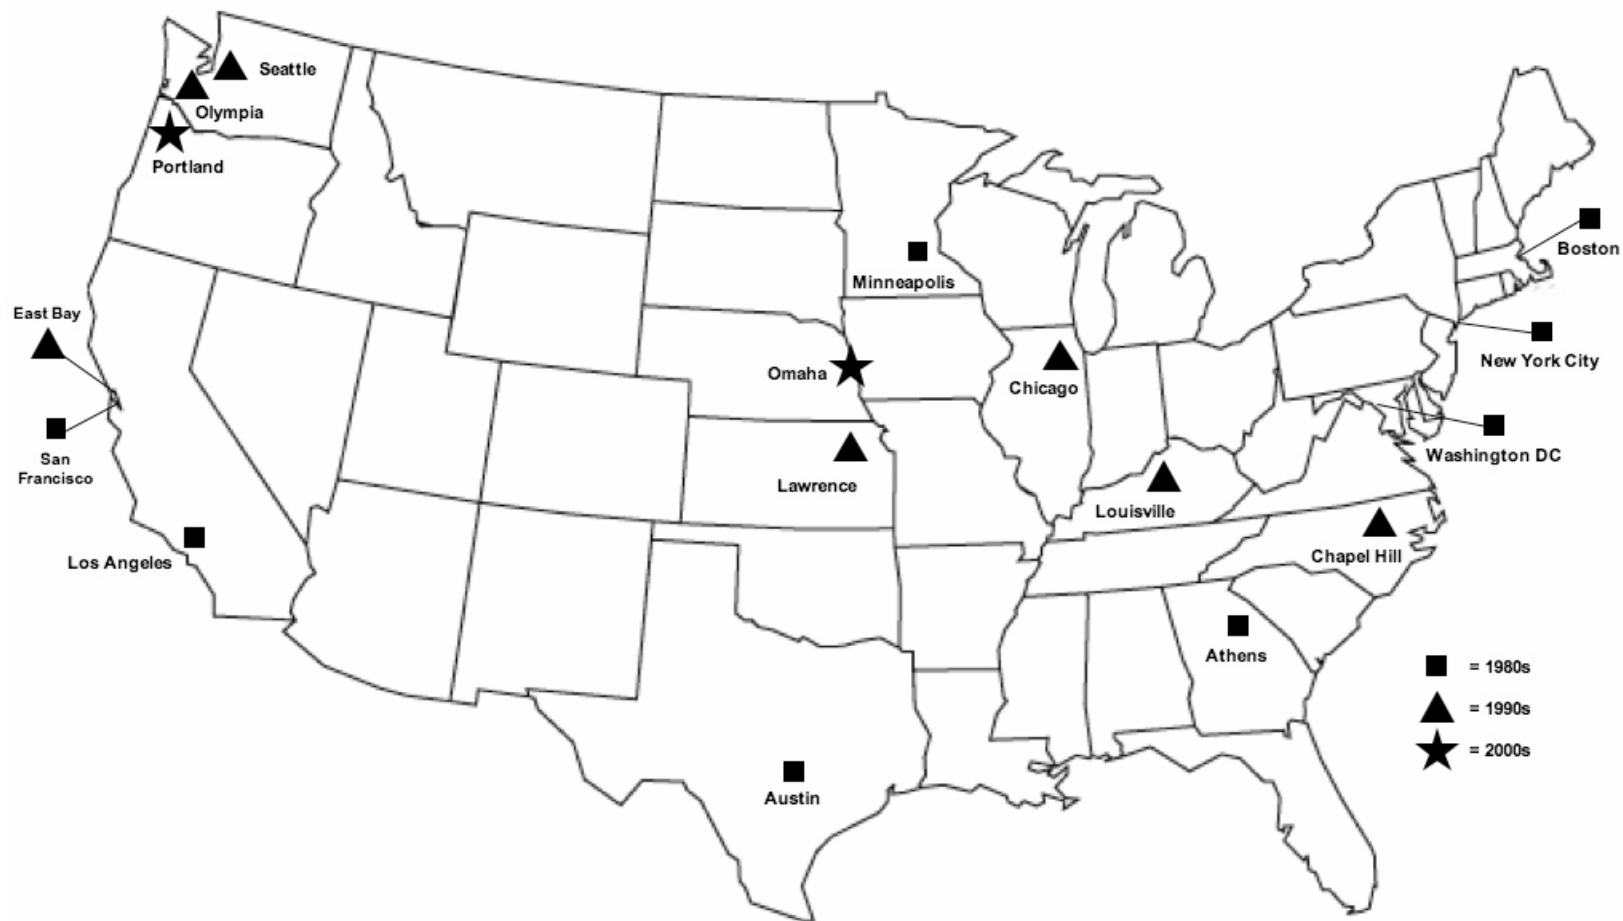 Seattle
Olympia
Portland
Boston
Minneapolis
East Bay
New York City
Omaha
Chicago
San
Francisco
Washington DC
Lawrence
Louisville
Chapel Hill
Los Angeles
Athens
= 1980s
= 1990s
= 2000s
Austin